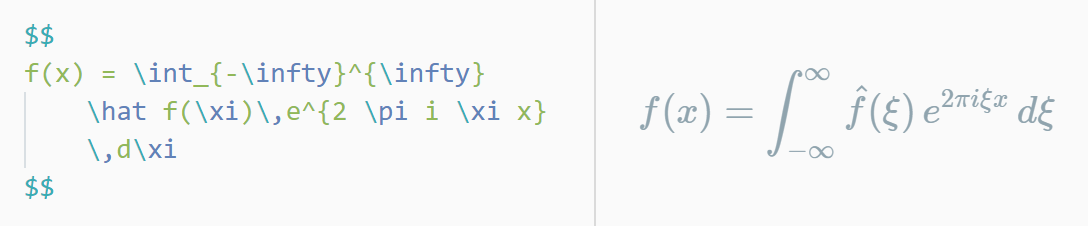 $$
f(x) = \int_{-\infty}^{\infty}
\hat f(\xi)\,e^{2 \pi i \xi x}
\,d\xi
$$
f(x) = ∫_{−∞}^{∞} f̂(ξ) e^{2πiξx} dξ